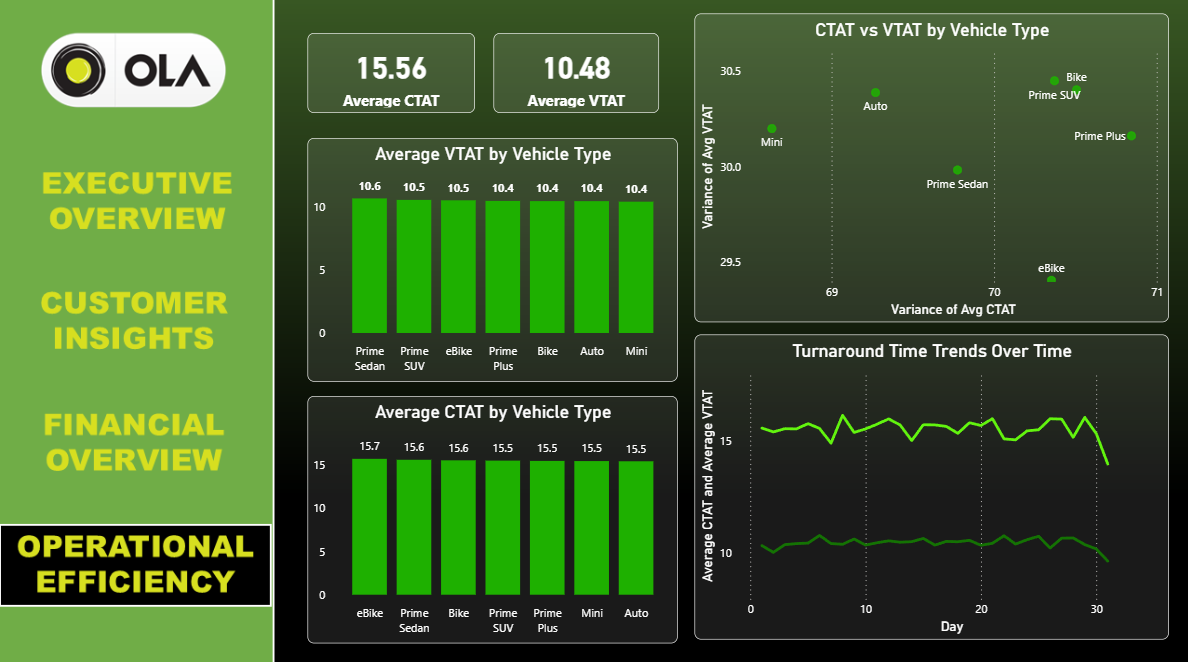 OLA
EXECUTIVE
OVERVIEW
CUSTOMER
INSIGHTS
FINANCIAL
OVERVIEW
OPERATIONAL
EFFICIENCY
15.56
Average CTAT
10.48
Average VTAT
Average VTAT by Vehicle Type
10.6 10.5 10.5 10.4 10.4 10.4 10.4
10
5
0
Prime Sedan
Prime SUV
eBike
Prime Plus
Bike
Auto
Mini
Average CTAT by Vehicle Type
15.7 15.6 15.6 15.5 15.5 15.5 15.5
15
10
5
0
eBike
Prime Sedan
Bike
Prime SUV
Prime Plus
Mini
Auto
CTAT vs VTAT by Vehicle Type
Variance of Avg VTAT
30.5
30.0
29.5
Bike
Prime SUV
Auto
Prime Plus
Mini
Prime Sedan
eBike
69 70 71
Variance of Avg CTAT
Turnaround Time Trends Over Time
Average CTAT and Average VTAT
15
10
0 10 20 30
Day